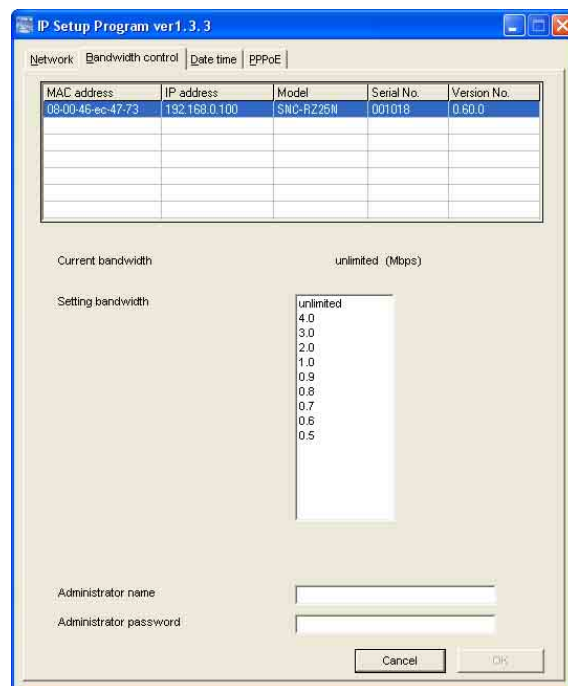 IP Setup Program ver1.3.3
Network Bandwidth control Date time PPPoE
MAC address IP address Model Serial No. Version No.
08-00-46-ec-47-73 192.168.0.100 SNC-RZ25N 001018 0.60.0
Current bandwidth unlimited (Mbps)
Setting bandwidth unlimited
4.0
3.0
2.0
1.0
0.9
0.8
0.7
0.6
0.5
Administrator name
Administrator password
Cancel OK